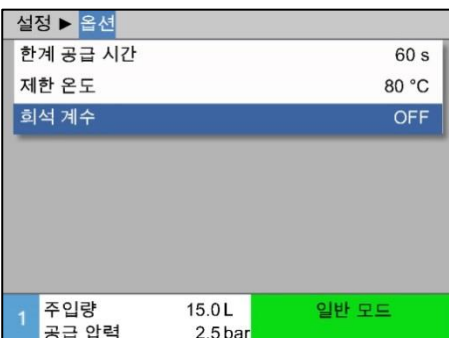 설정 ► 옵션
한계 공급 시간 60 s
제한 온도 80 °C
희석 계수 OFF
1 주입량 15.0 L 일반 모드
공급 압력 2.5 bar